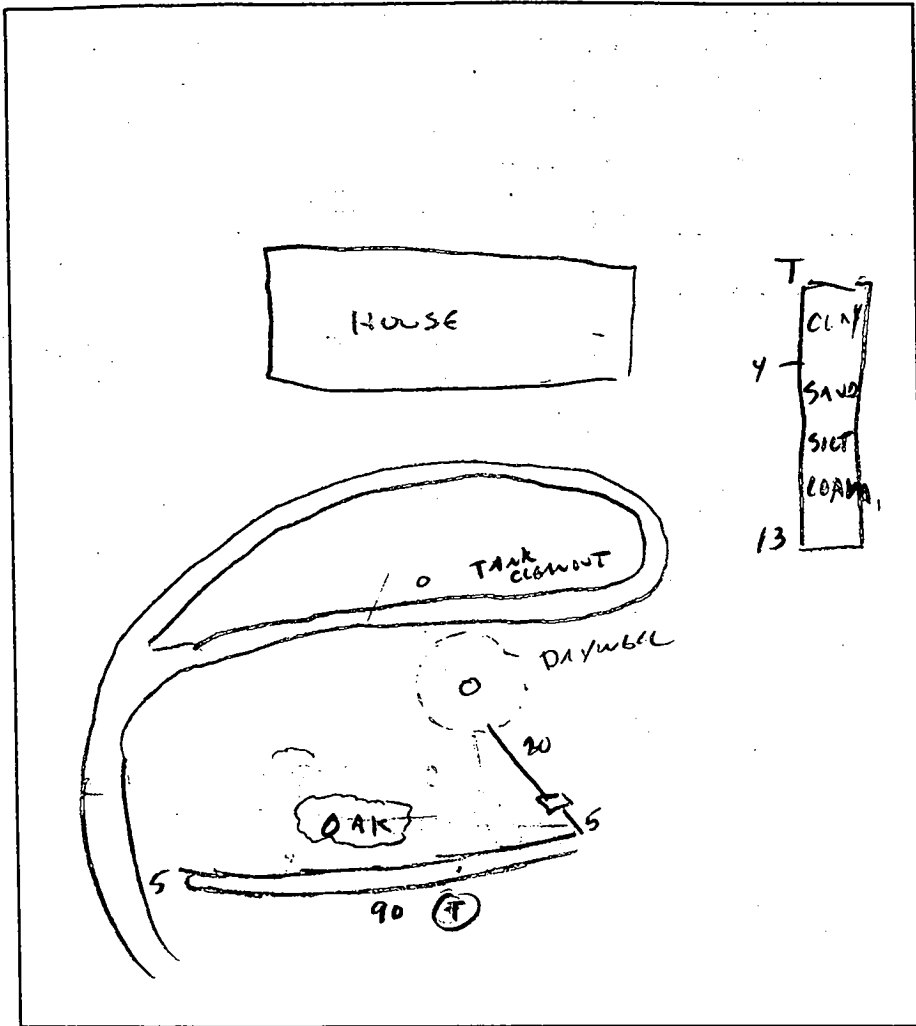 HOUSE
T
CLAY
4
SAND
SILT
LOAM
13
TANK
CLEANOUT
DRYWELL
20
OAK
5
5
90 T